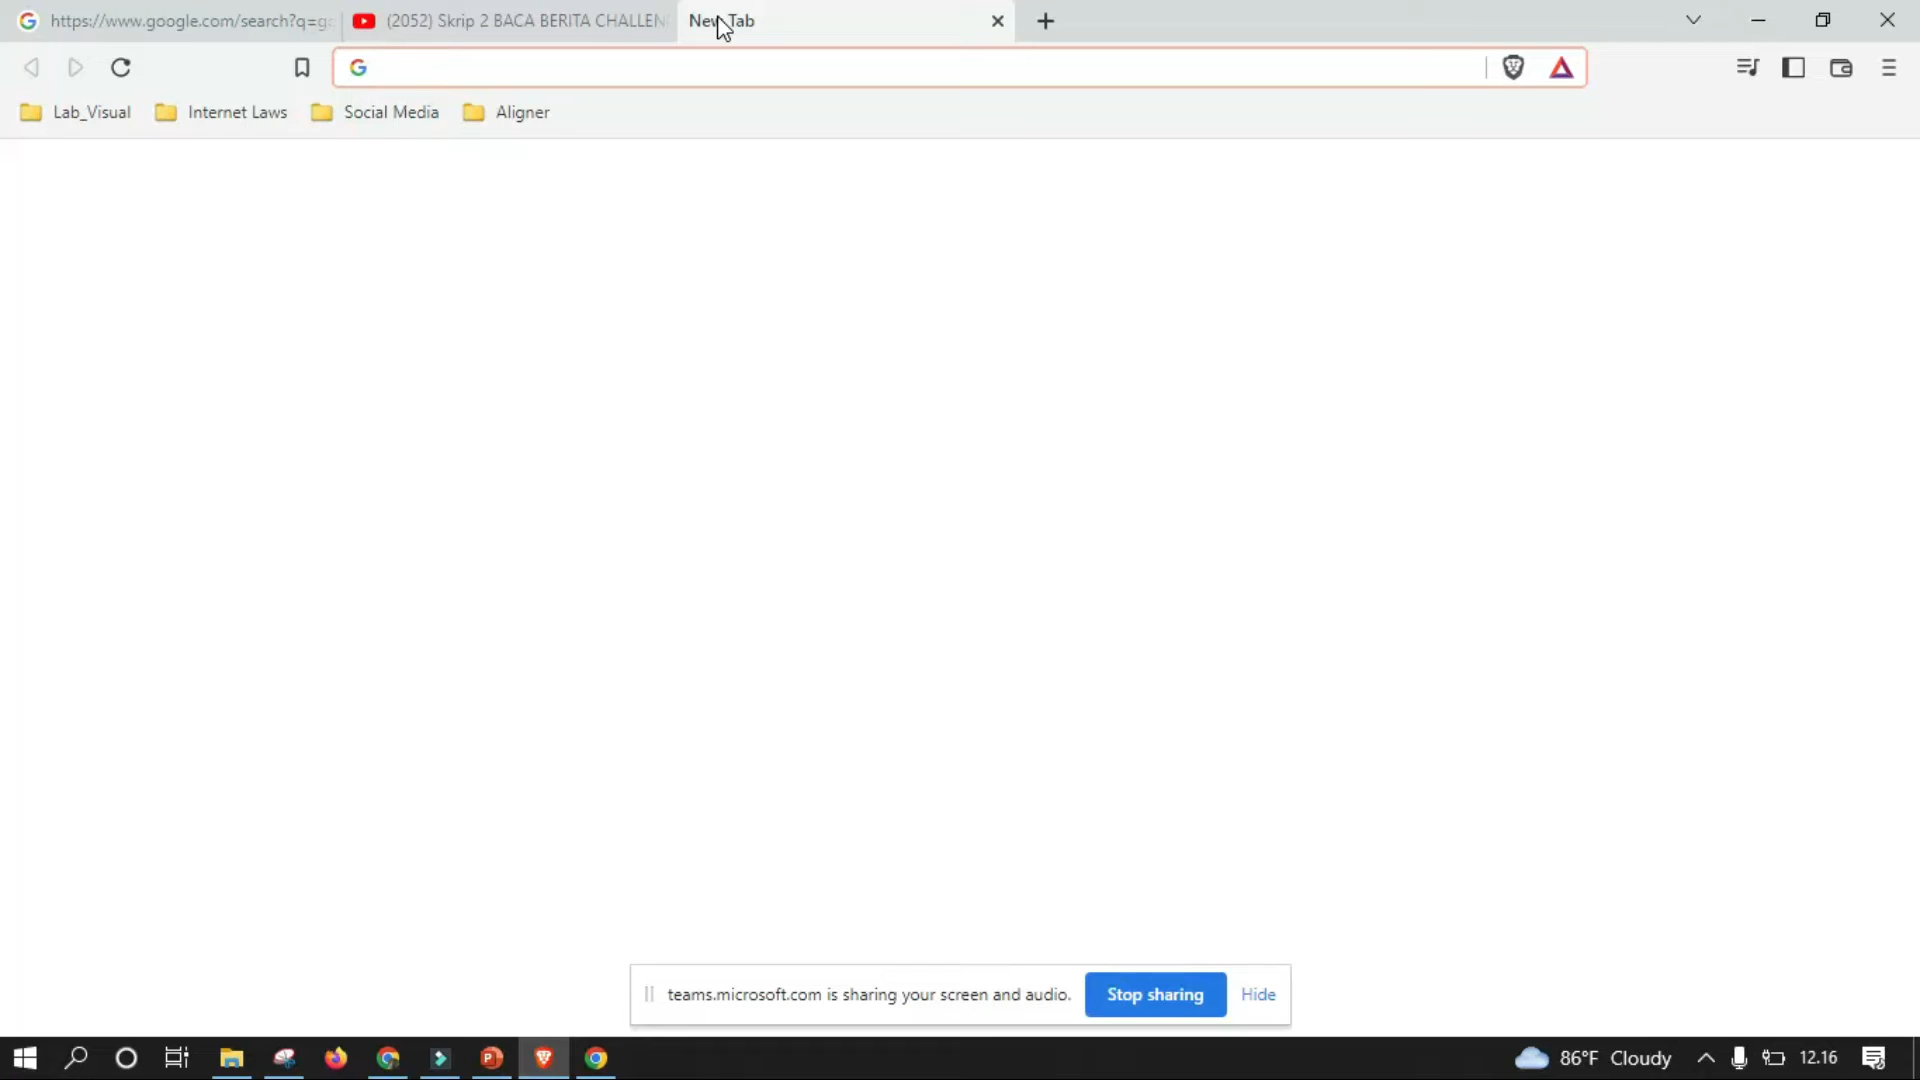 https://www.google.com/search?q=g
(2052) Skrip 2 BACA BERITA CHALLEN
New Tab
Lab_Visual
Internet Laws
Social Media
Aligner
teams.microsoft.com is sharing your screen and audio.
Stop sharing
Hide
86°F Cloudy
12.16